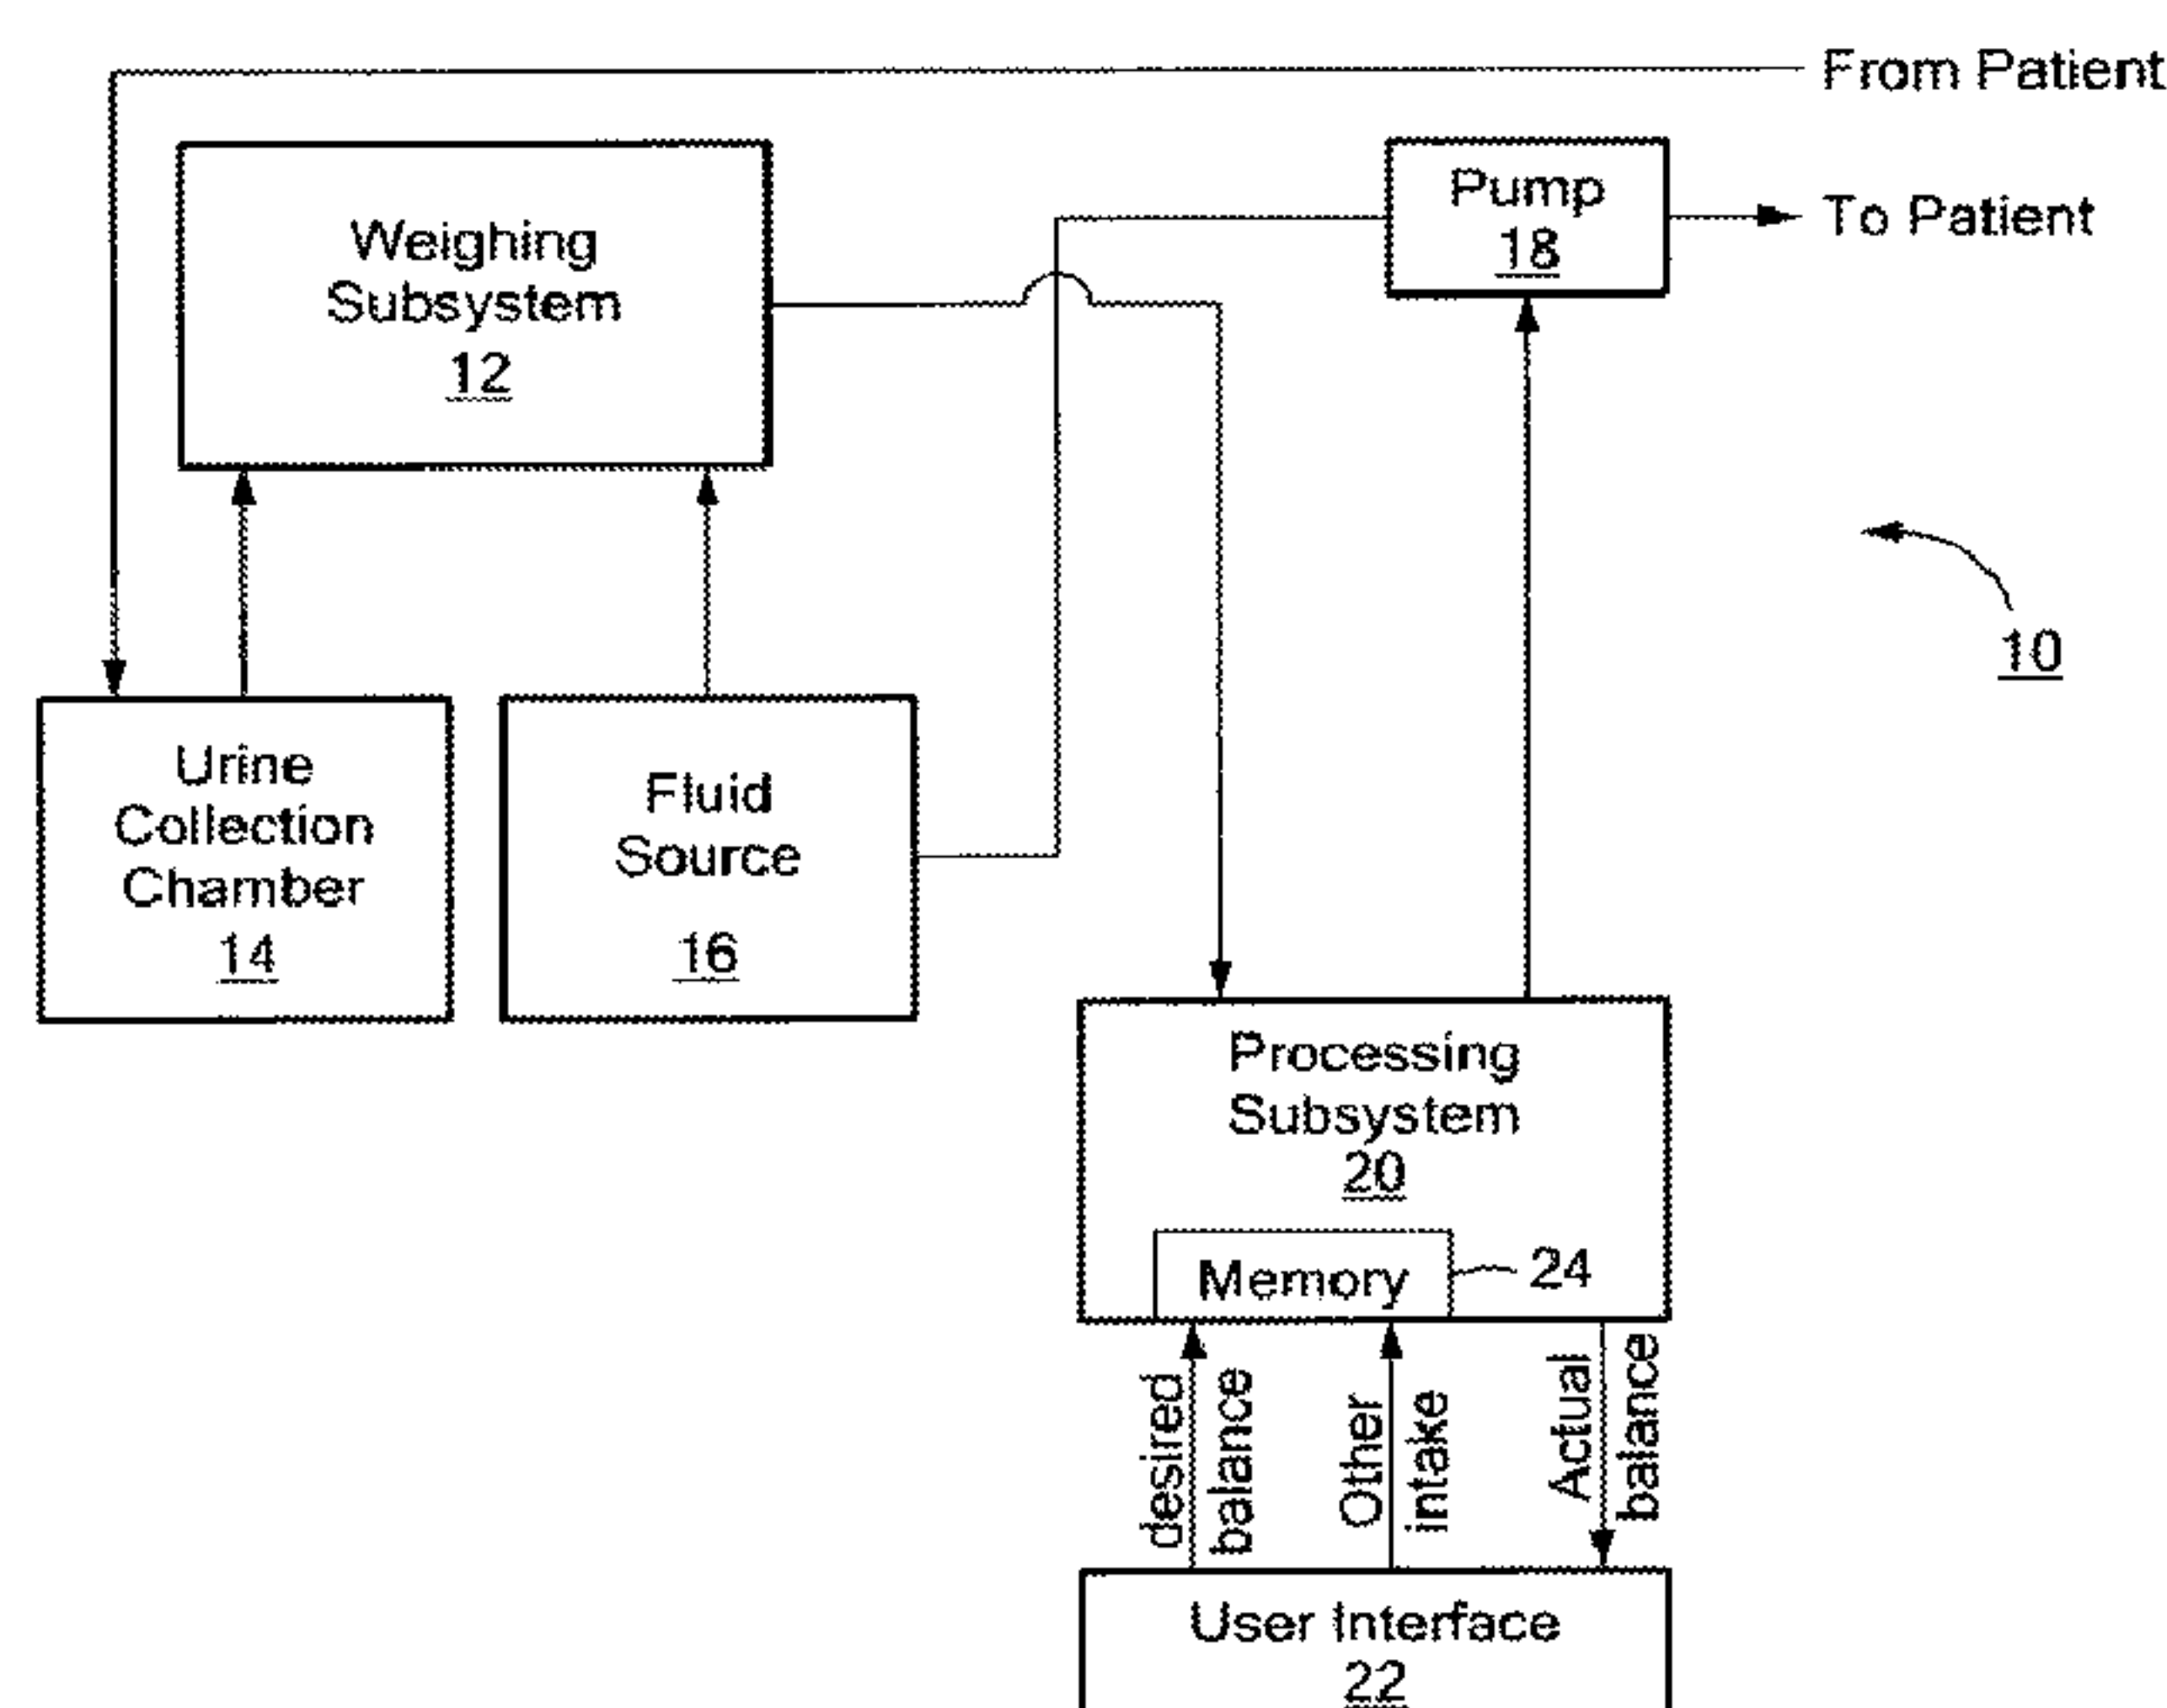 From Patient
Weighing
Subsystem
12
Pump
18
To Patient
10
Urine
Collection
Chamber
14
Fluid
Source
16
Processing
Subsystem
20
Memory
24
desired
balance
Other
intake
Actual
balance
User Interface
22